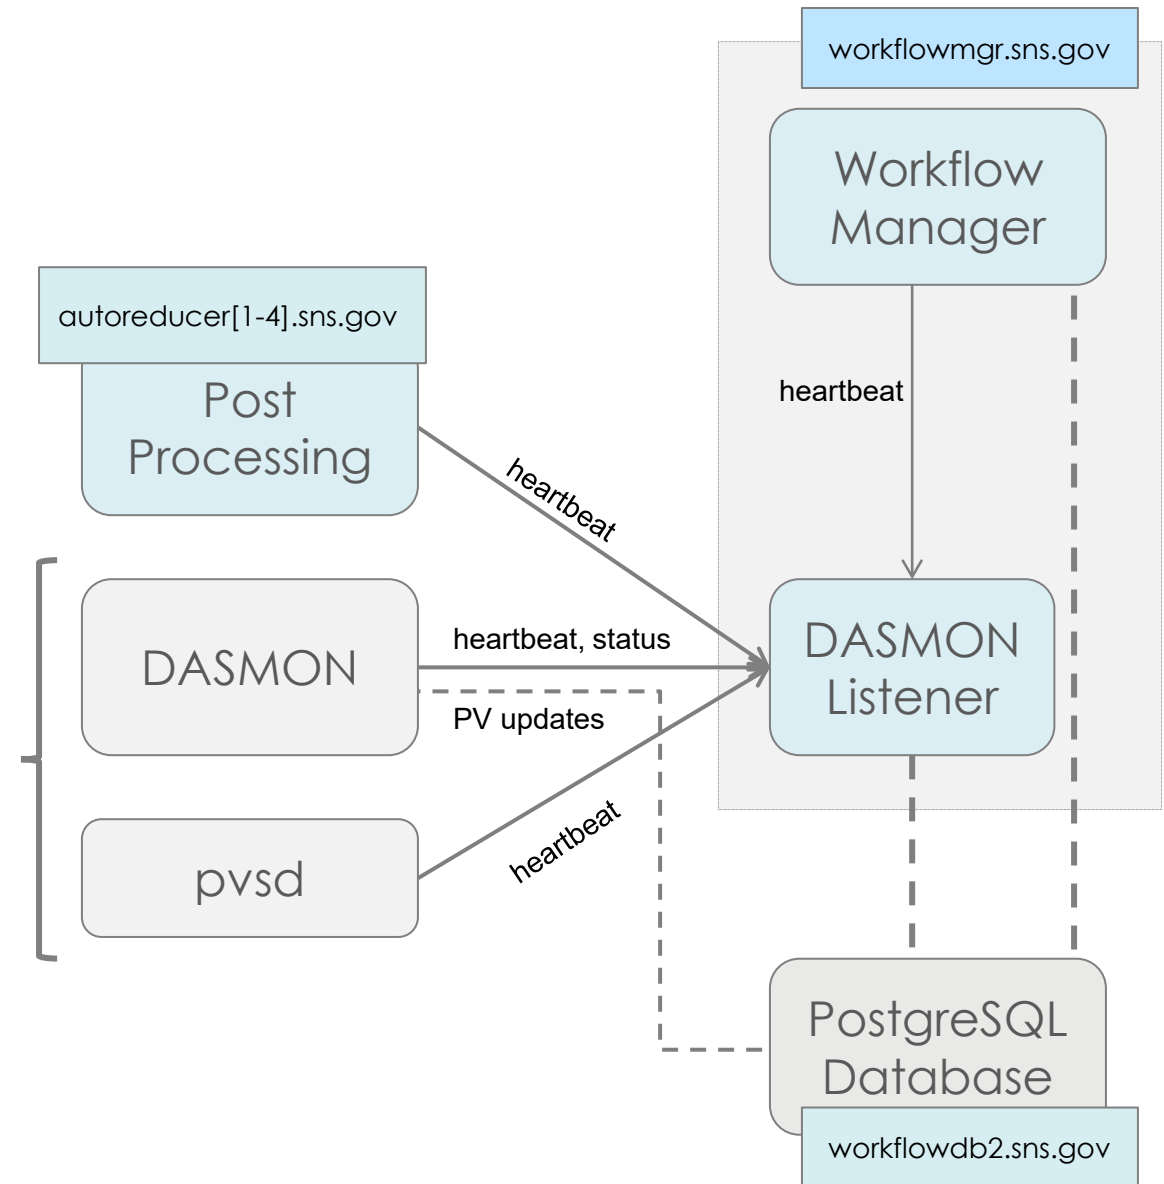 workflowmgr.sns.gov
Workflow
Manager
autoreducer[1-4].sns.gov
Post
Processing
heartbeat
heartbeat
DASMON
heartbeat, status
PV updates
DASMON
Listener
pvsd
heartbeat
PostgreSQL
Database
workflowdb2.sns.gov